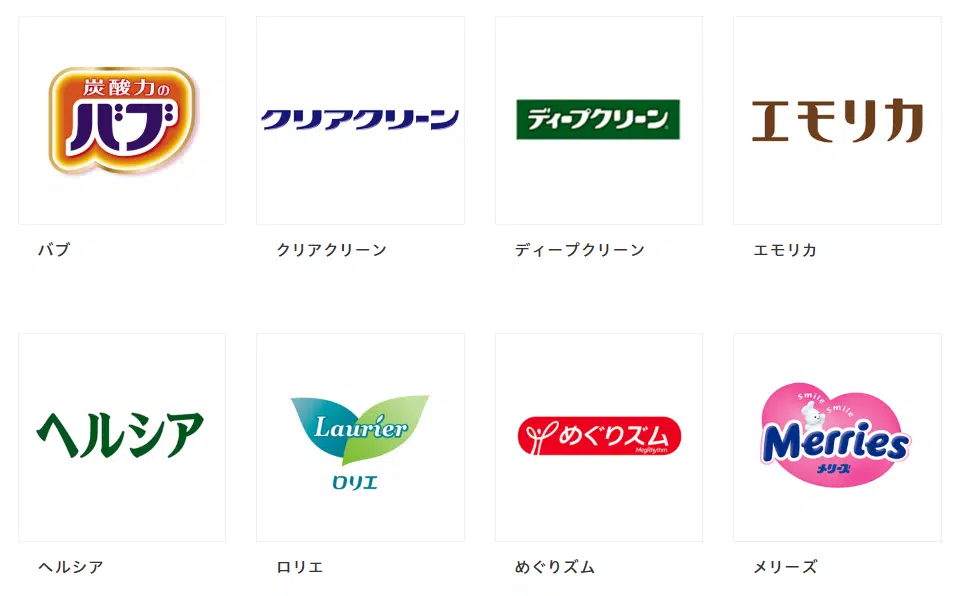 炭酸力の
バブ
クリアクリーン
ディープクリーン
エモリカ
バブ
クリアクリーン
ディープクリーン
エモリカ
ヘルシア
Laurier
ロリエ
めぐりズム
MegRhythm
Smile Smile
Merries
メリーズ
ヘルシア
ロリエ
めぐりズム
メリーズ